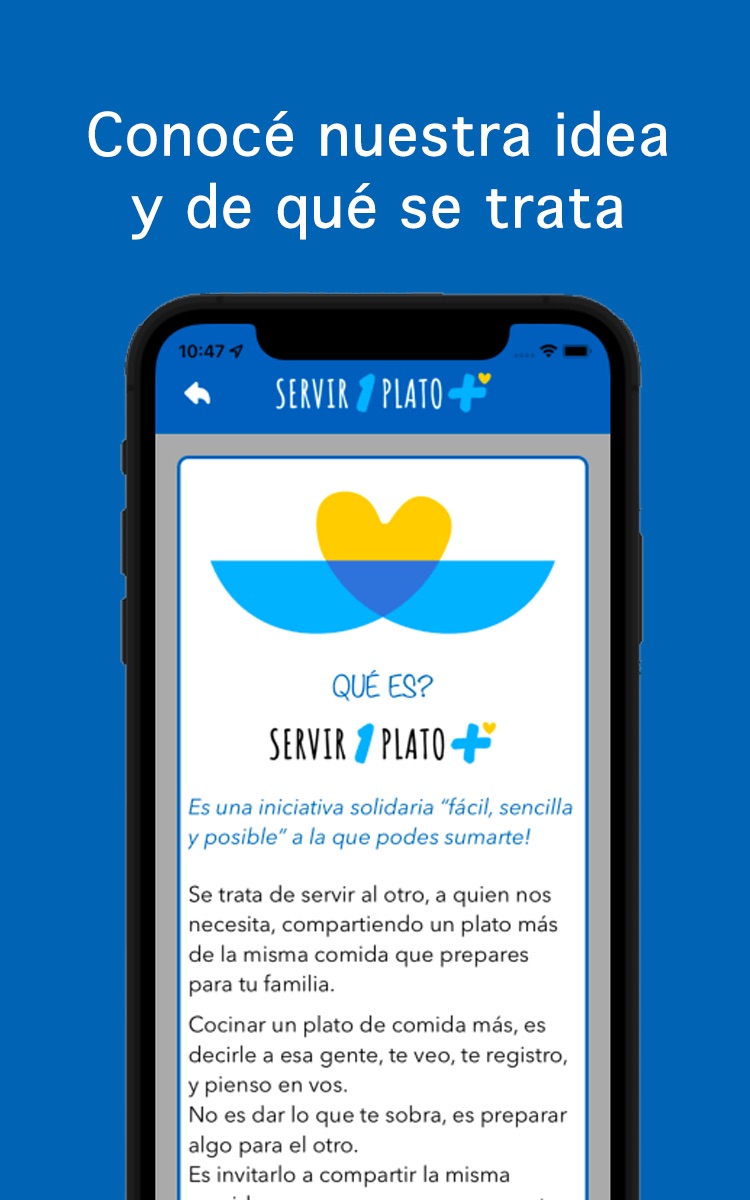 Conocé nuestra idea
y de qué se trata
10:47
SERVIR 1 PLATO +
QUÉ ES?
SERVIR 1 PLATO +
Es una iniciativa solidaria “fácil, sencilla
y posible” a la que podes sumarte!
Se trata de servir al otro, a quien nos
necesita, compartiendo un plato más
de la misma comida que prepares
para tu familia.
Cocinar un plato de comida más, es
decirle a esa gente, te veo, te registro,
y pienso en vos.
No es dar lo que te sobra, es preparar
algo para el otro.
Es invitarlo a compartir la misma